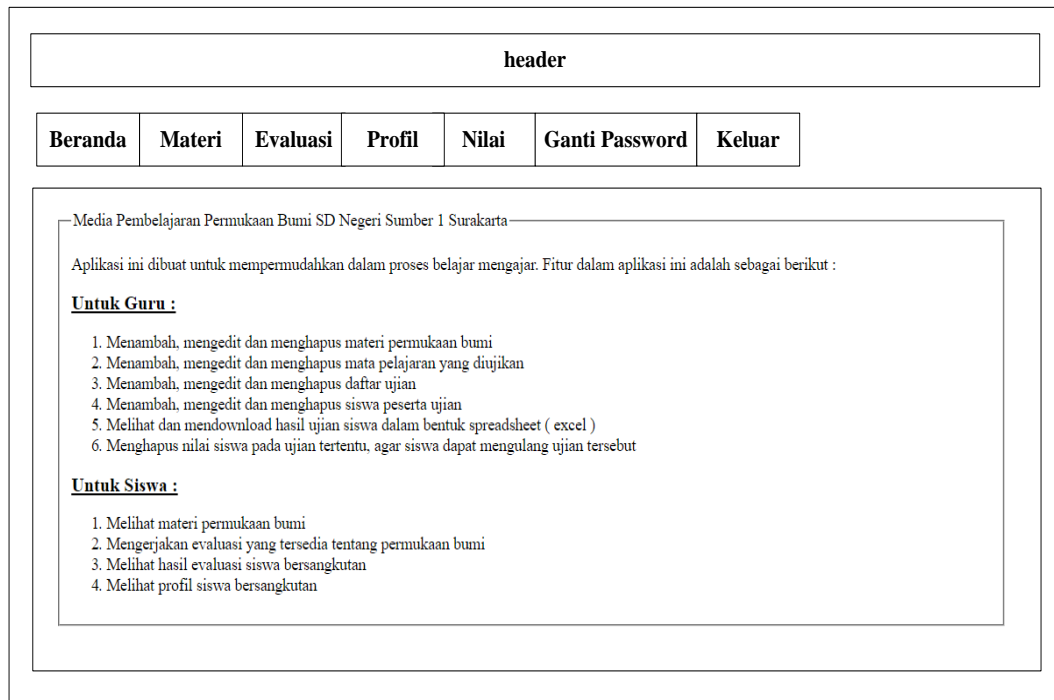 header
Beranda Materi Evaluasi Profil Nilai Ganti Password Keluar
Media Pembelajaran Permukaan Bumi SD Negeri Sumber 1 Surakarta
Aplikasi ini dibuat untuk mempermudahkan dalam proses belajar mengajar. Fitur dalam aplikasi ini adalah sebagai berikut :
Untuk Guru :
1. Menambah, mengedit dan menghapus materi permukaan bumi
2. Menambah, mengedit dan menghapus mata pelajaran yang diujikan
3. Menambah, mengedit dan menghapus daftar ujian
4. Menambah, mengedit dan menghapus siswa peserta ujian
5. Melihat dan mendownload hasil ujian siswa dalam bentuk spreadsheet ( excel )
6. Menghapus nilai siswa pada ujian tertentu, agar siswa dapat mengulang ujian tersebut
Untuk Siswa :
1. Melihat materi permukaan bumi
2. Mengerjakan evaluasi yang tersedia tentang permukaan bumi
3. Melihat hasil evaluasi siswa bersangkutan
4. Melihat profil siswa bersangkutan